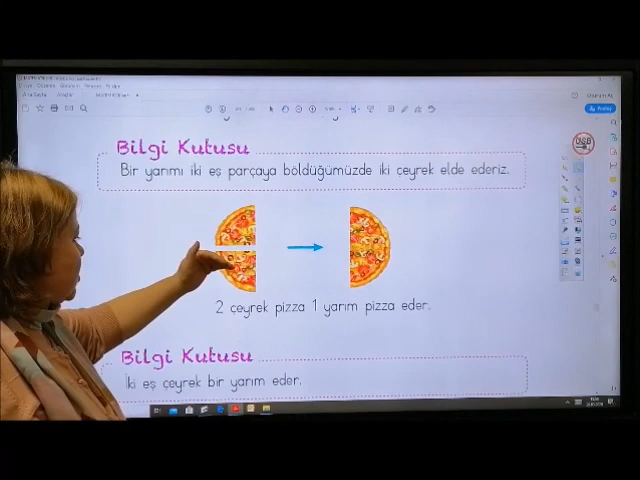 Bilgi Kutusu
Bir yarımı iki eş parçaya böldüğümüzde iki çeyrek elde ederiz.
2 çeyrek pizza 1 yarım pizza eder.
Bilgi Kutusu
İki eş çeyrek bir yarım eder.